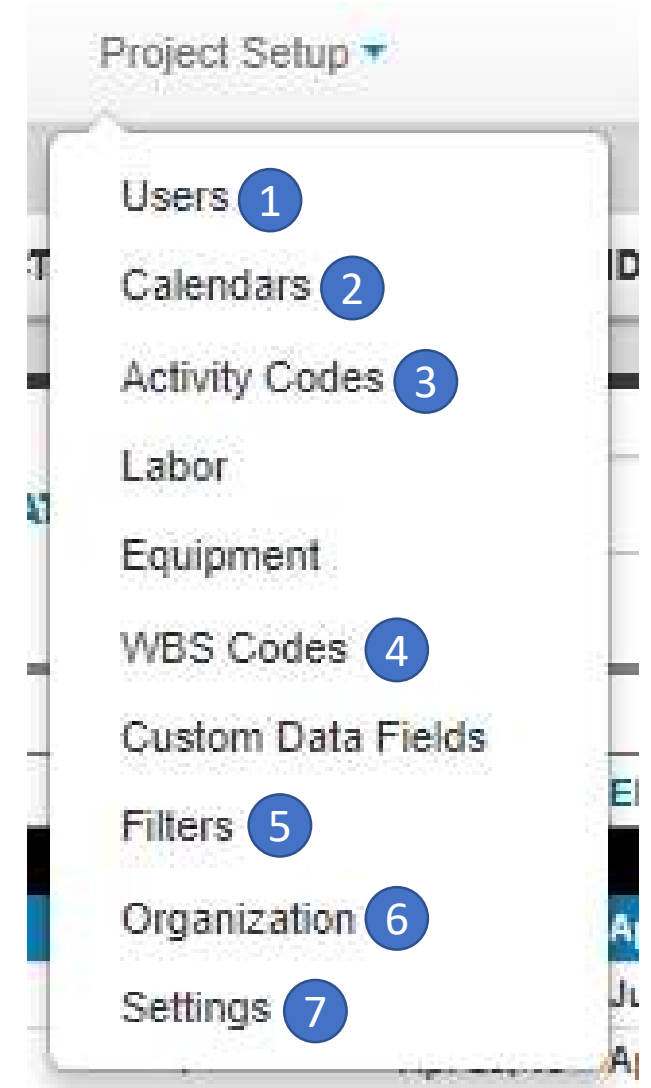 Project Setup
Users 1
Calendars 2
Activity Codes 3
Labor
Equipment
WBS Codes 4
Custom Data Fields
Filters 5
Organization 6
Settings 7